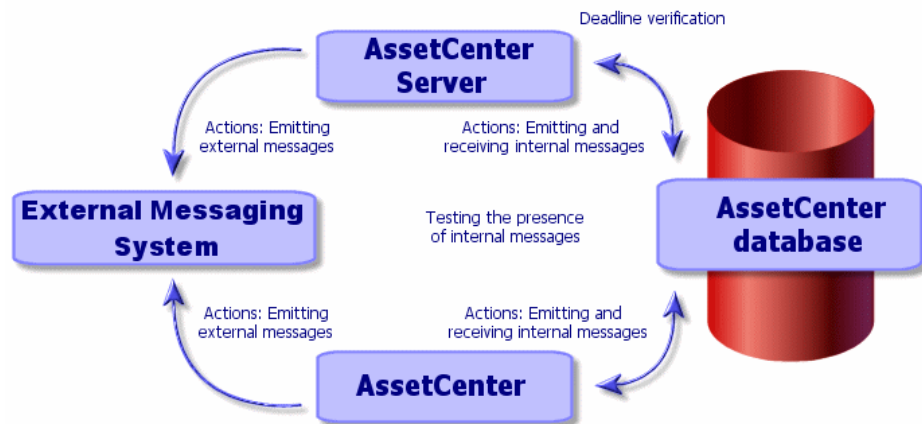 Deadline verification
AssetCenter
Server
Actions: Emitting
external messages
Actions: Emitting and
receiving internal messages
External Messaging
System
Testing the presence
of internal messages
AssetCenter
database
Actions: Emitting
external messages
Actions: Emitting and
receiving internal messages
AssetCenter